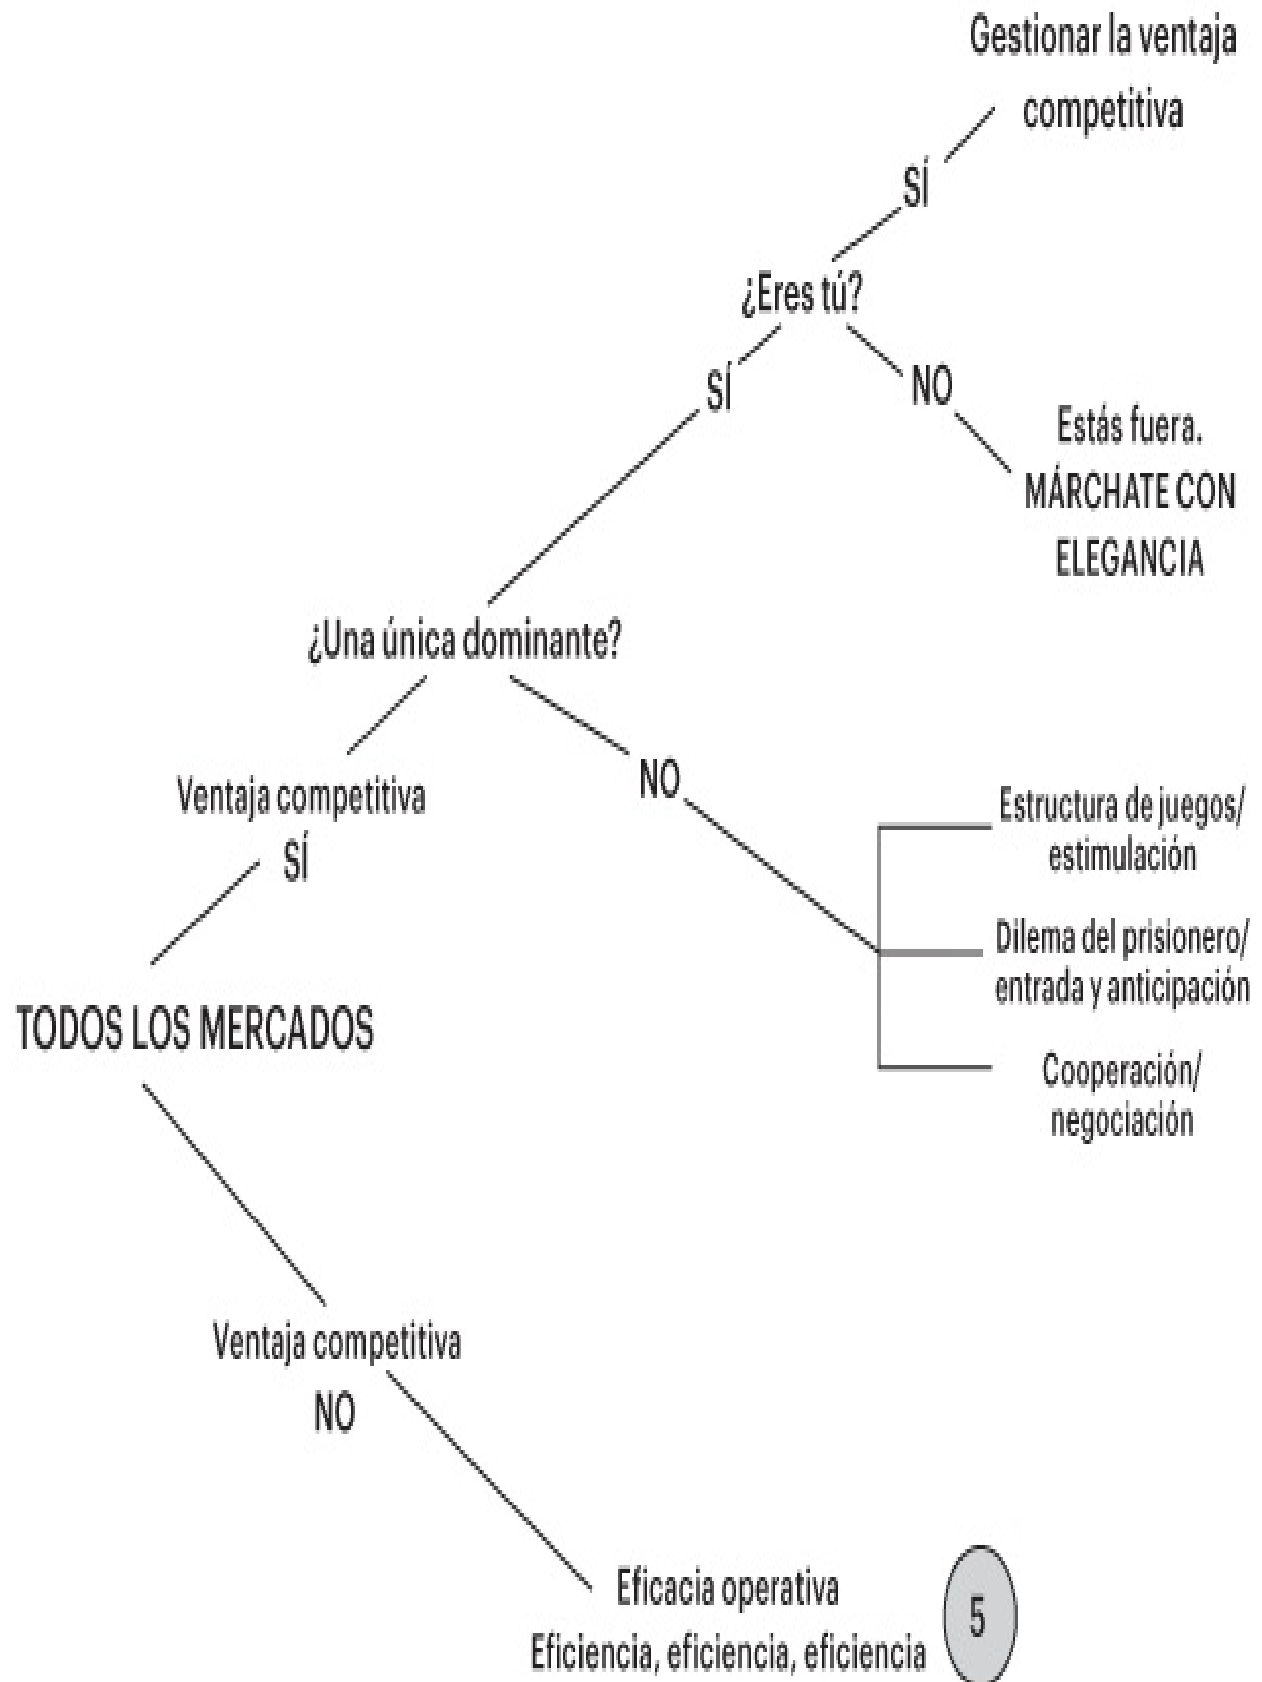 Gestionar la ventaja
competitiva
SÍ
¿Eres tú?
SÍ
NO
Estás fuera.
MÁRCHATE CON
ELEGANCIA
¿Una única dominante?
Ventaja competitiva
SÍ
NO
Estructura de juegos/
estimulación
Dilema del prisionero/
entrada y anticipación
Cooperación/
negociación
TODOS LOS MERCADOS
Ventaja competitiva
NO
Eficacia operativa
Eficiencia, eficiencia, eficiencia
5